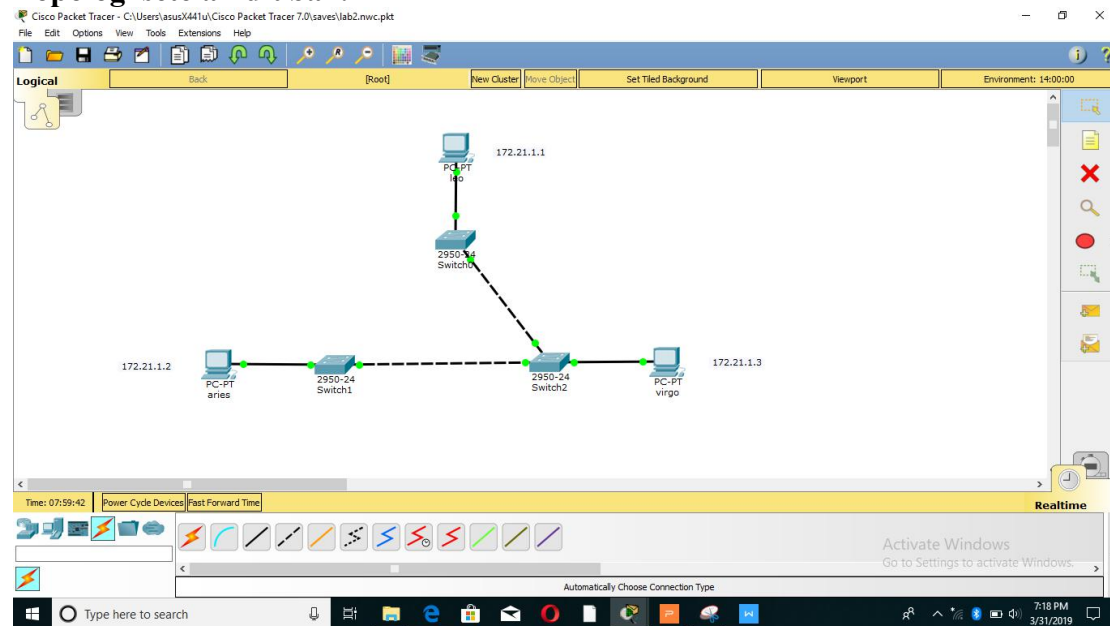 Cisco Packet Tracer - C:\Users\asusX441u\Cisco Packet Tracer 7.0\saves\lab2.nwc.pkt
File Edit Options View Tools Extensions Help
Logical Back [Root] New Cluster Move Object Set Tiled Background Viewport Environment: 14:00:00
172.21.1.1
PC-PT
leo
2950-24
Switch0
172.21.1.2
PC-PT
aries
2950-24
Switch1
2950-24
Switch2
172.21.1.3
PC-PT
virgo
Time: 07:59:42 Power Cycle Devices Fast Forward Time Realtime
Activate Windows
Go to Settings to activate Windows.
Automatically Choose Connection Type
Type here to search
7:18 PM
3/31/2019